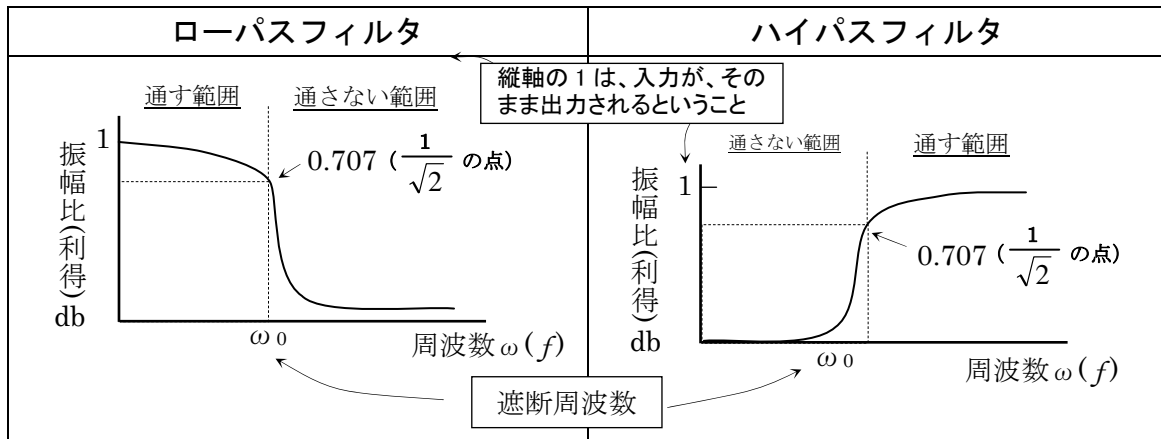 ローパスフィルタ
ハイパスフィルタ
縦軸の 1 は、入力が、その
まま出力されるということ
通す範囲
通さない範囲
1
0.707 ( 1/√2 の点)
振幅比(利得)
db
ω0
周波数ω(f)
通さない範囲
通す範囲
1
0.707 ( 1/√2 の点)
振幅比(利得)
db
ω0
周波数ω(f)
遮断周波数